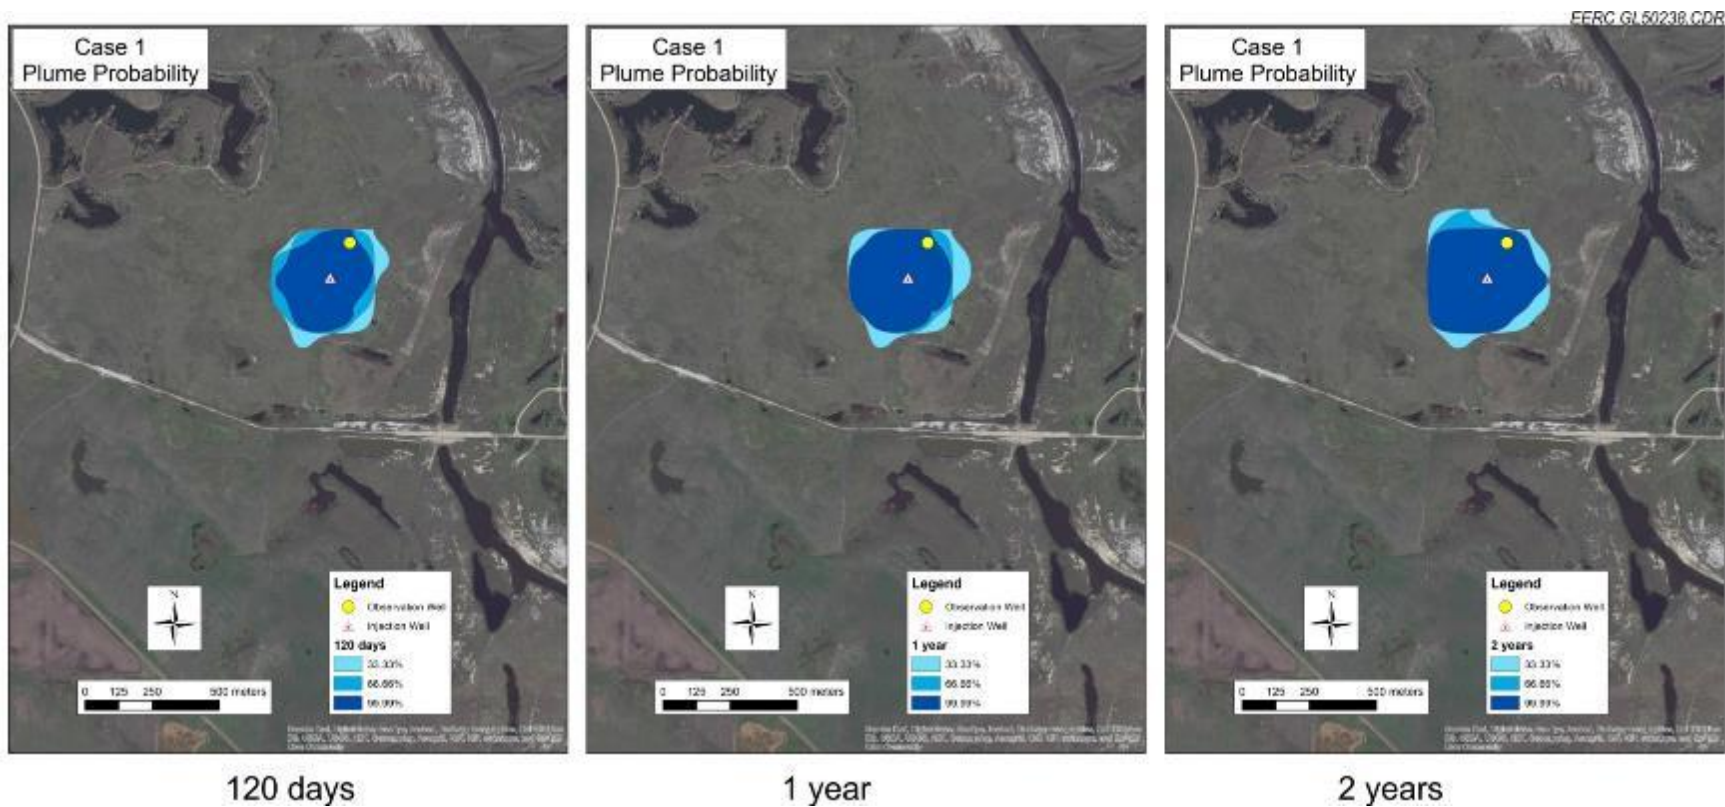 EERC GL50238.CDR
Case 1
Plume Probability
N
0 125 250 500 meters
Legend
Observation Well
Injection Well
120 days
33.33%
66.66%
99.99%
120 days
Case 1
Plume Probability
N
0 125 250 500 meters
Legend
Observation Well
Injection Well
1 year
33.33%
66.66%
99.99%
1 year
Case 1
Plume Probability
N
0 125 250 500 meters
Legend
Observation Well
Injection Well
2 years
33.33%
66.66%
99.99%
2 years